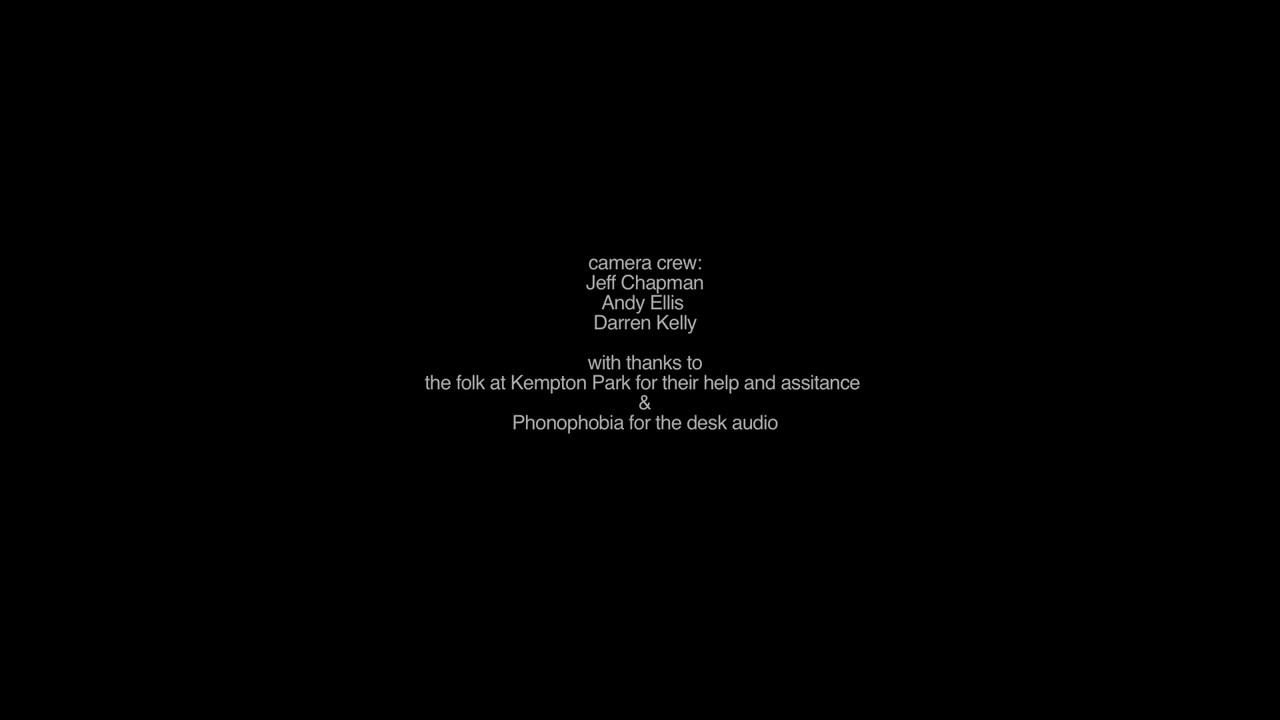 camera crew:
Jeff Chapman
Andy Ellis
Darren Kelly
with thanks to
the folk at Kempton Park for their help and assitance
&
Phonophobia for the desk audio